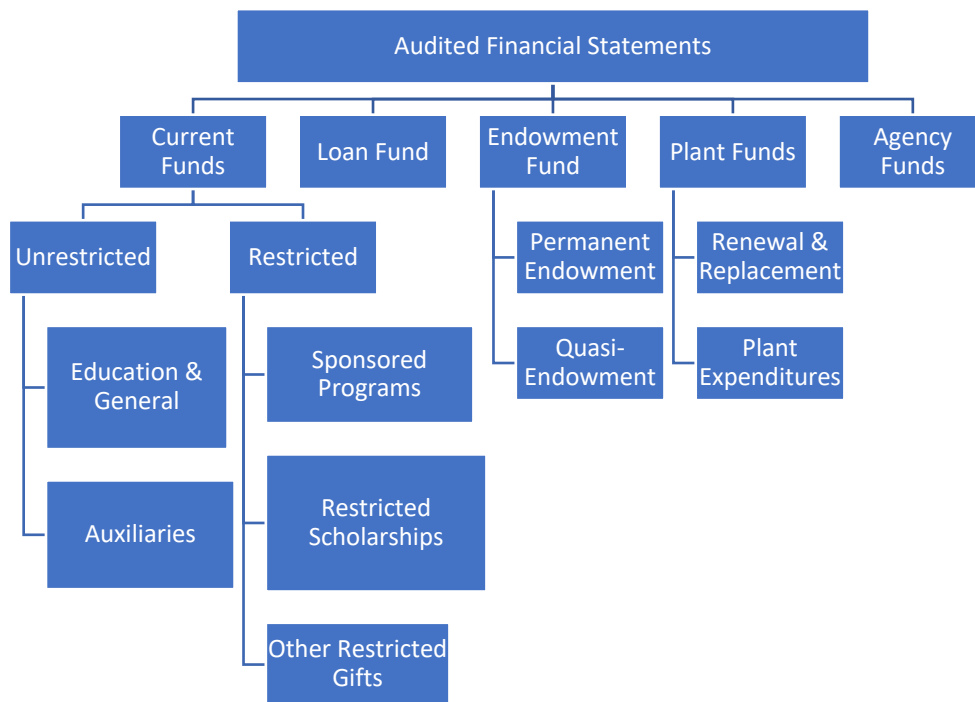 Audited Financial Statements
Current
Funds
Loan Fund
Endowment
Fund
Plant Funds
Agency
Funds
Unrestricted
Restricted
Permanent
Endowment
Renewal &
Replacement
Education &
General
Sponsored
Programs
Quasi-
Endowment
Plant
Expenditures
Auxiliaries
Restricted
Scholarships
Other Restricted
Gifts